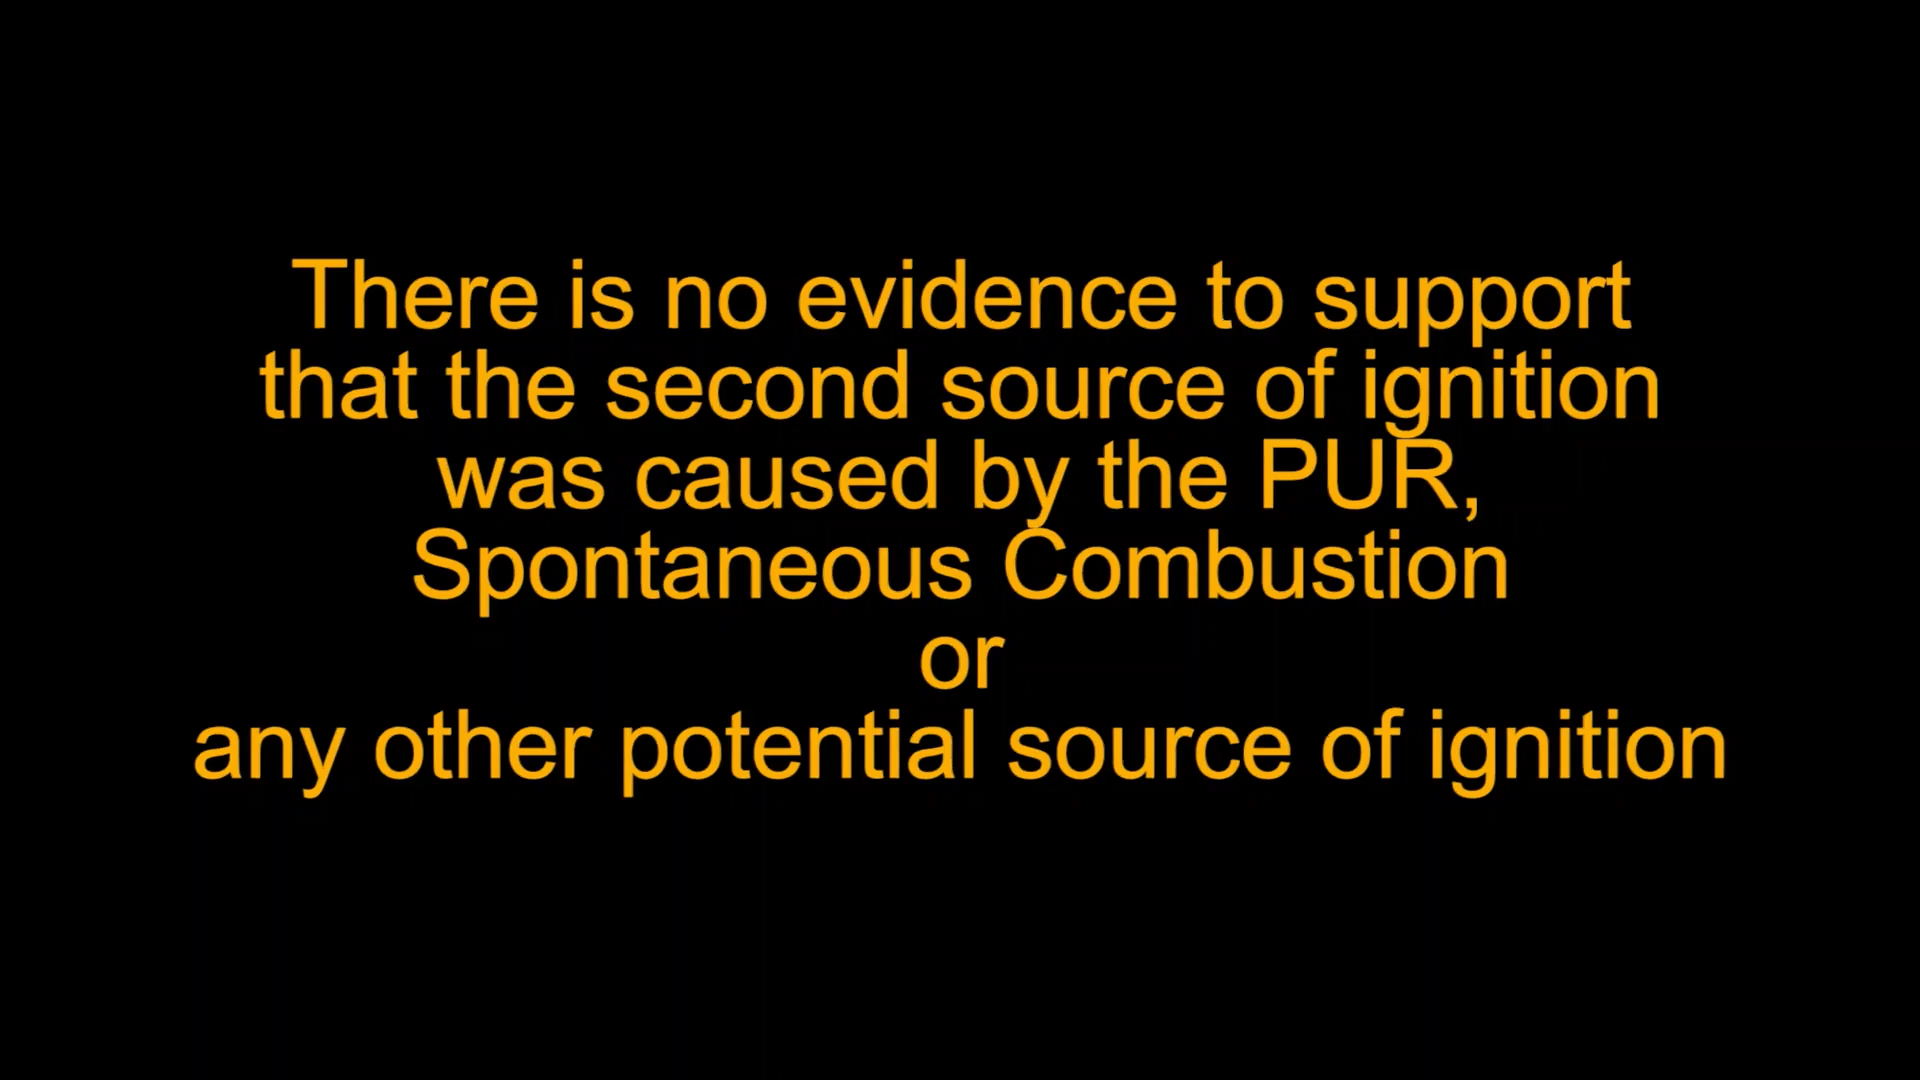 There is no evidence to support
that the second source of ignition
was caused by the PUR,
Spontaneous Combustion
or
any other potential source of ignition